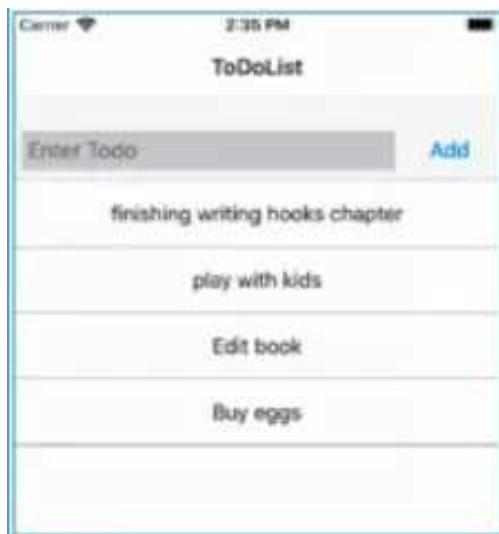 Carrier 2:35 PM
ToDoList
Enter Todo Add
finishing writing hooks chapter
play with kids
Edit book
Buy eggs